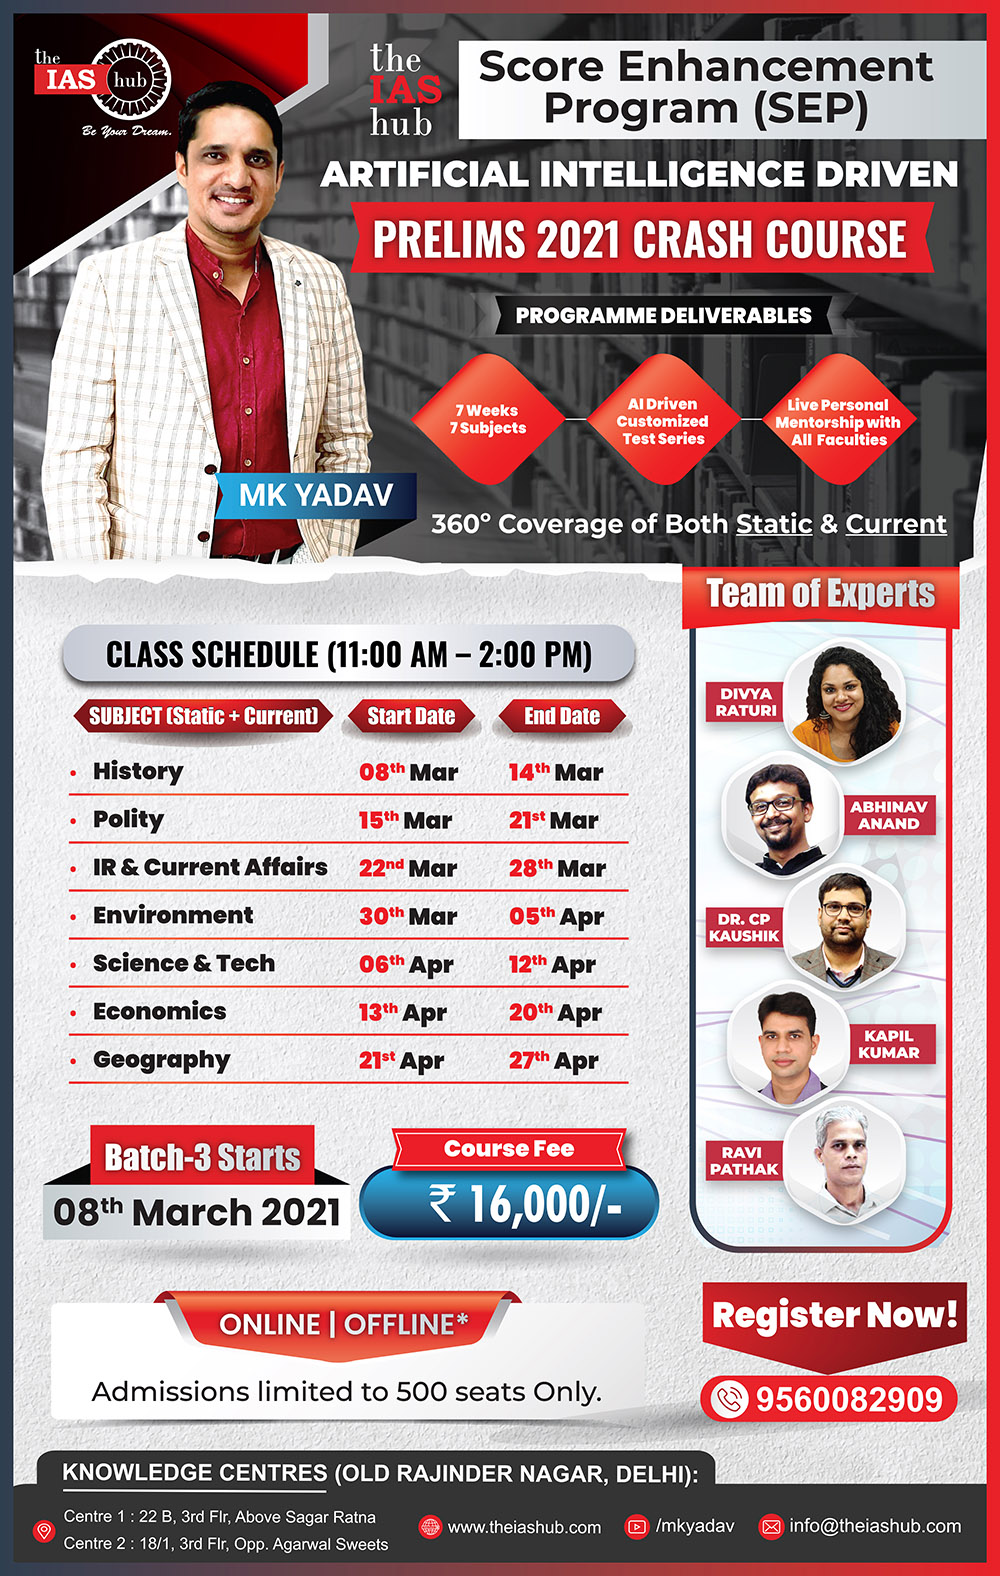 the
IAS hub
Be Your Dream.
the
IAS
hub
Score Enhancement
Program (SEP)
ARTIFICIAL INTELLIGENCE DRIVEN
PRELIMS 2021 CRASH COURSE
PROGRAMME DELIVERABLES
7 Weeks
7 Subjects
AI Driven
Customized
Test Series
Live Personal
Mentorship with
All Faculties
MK YADAV
360° Coverage of Both Static & Current
Team of Experts
DIVYA
RATURI
ABHINAV
ANAND
DR. CP
KAUSHIK
KAPIL
KUMAR
RAVI
PATHAK
CLASS SCHEDULE (11:00 AM – 2:00 PM)
SUBJECT (Static + Current) Start Date End Date
• History 08th Mar 14th Mar
• Polity 15th Mar 21st Mar
• IR & Current Affairs 22nd Mar 28th Mar
• Environment 30th Mar 05th Apr
• Science & Tech 06th Apr 12th Apr
• Economics 13th Apr 20th Apr
• Geography 21st Apr 27th Apr
Batch-3 Starts
08th March 2021
Course Fee
₹ 16,000/-
ONLINE | OFFLINE*
Admissions limited to 500 seats Only.
Register Now!
9560082909
KNOWLEDGE CENTRES (OLD RAJINDER NAGAR, DELHI):
Centre 1 : 22 B, 3rd Flr, Above Sagar Ratna
Centre 2 : 18/1, 3rd Flr, Opp. Agarwal Sweets
www.theiashub.com
/mkyadav
info@theiashub.com